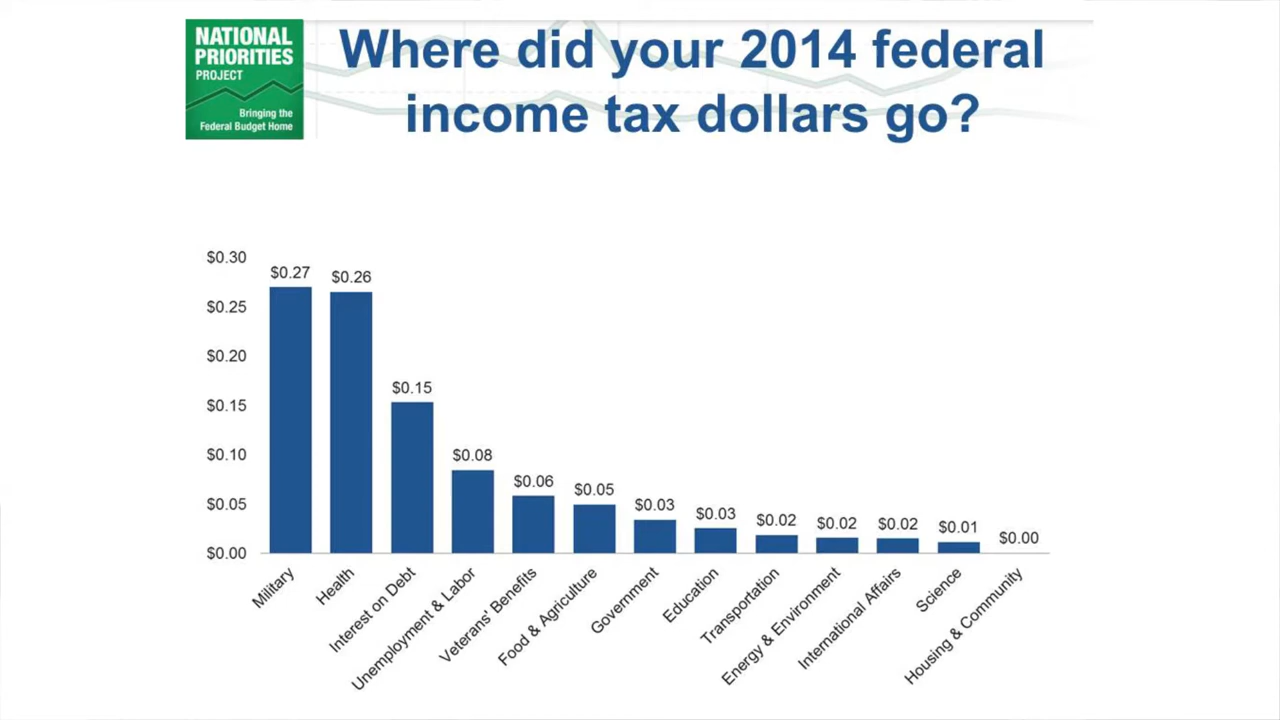 NATIONAL
PRIORITIES
PROJECT
Bringing the
Federal Budget Home
Where did your 2014 federal
income tax dollars go?
$0.30
$0.25
$0.20
$0.15
$0.10
$0.05
$0.00
$0.27
$0.26
$0.15
$0.08
$0.06
$0.05
$0.03
$0.03
$0.02
$0.02
$0.02
$0.01
$0.00
Military
Health
Interest on Debt
Unemployment & Labor
Veterans' Benefits
Food & Agriculture
Government
Education
Transportation
Energy & Environment
International Affairs
Science
Housing & Community